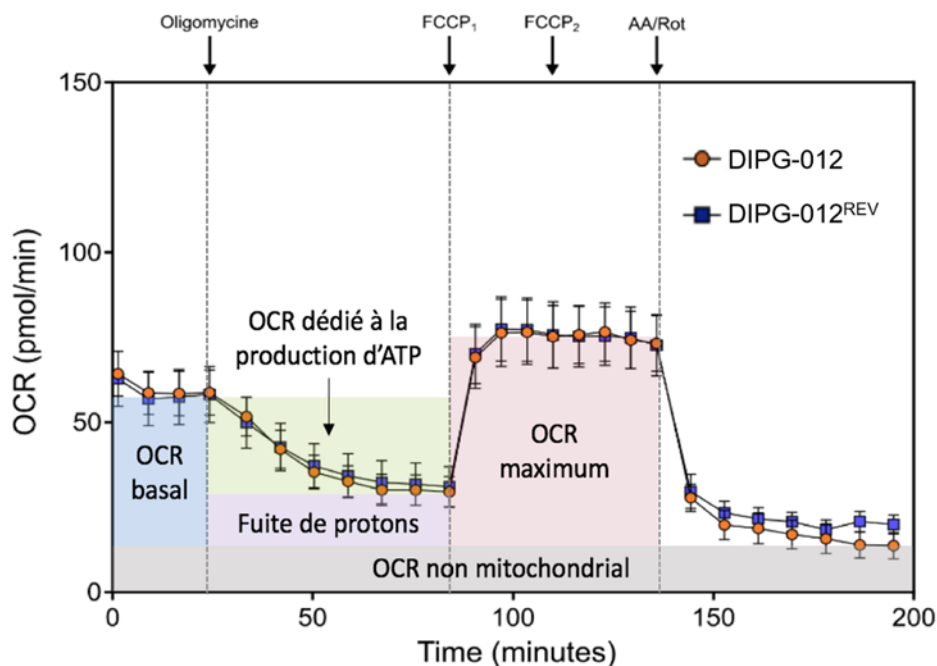 Oligomycine
FCCP₁
FCCP₂
AA/Rot
150
100
50
0
OCR (pmol/min)
DIPG-012
DIPG-012ᴿᴱⱽ
OCR dédié à la
production d’ATP
OCR
basal
OCR
maximum
Fuite de protons
OCR non mitochondrial
0
50
100
150
200
Time (minutes)